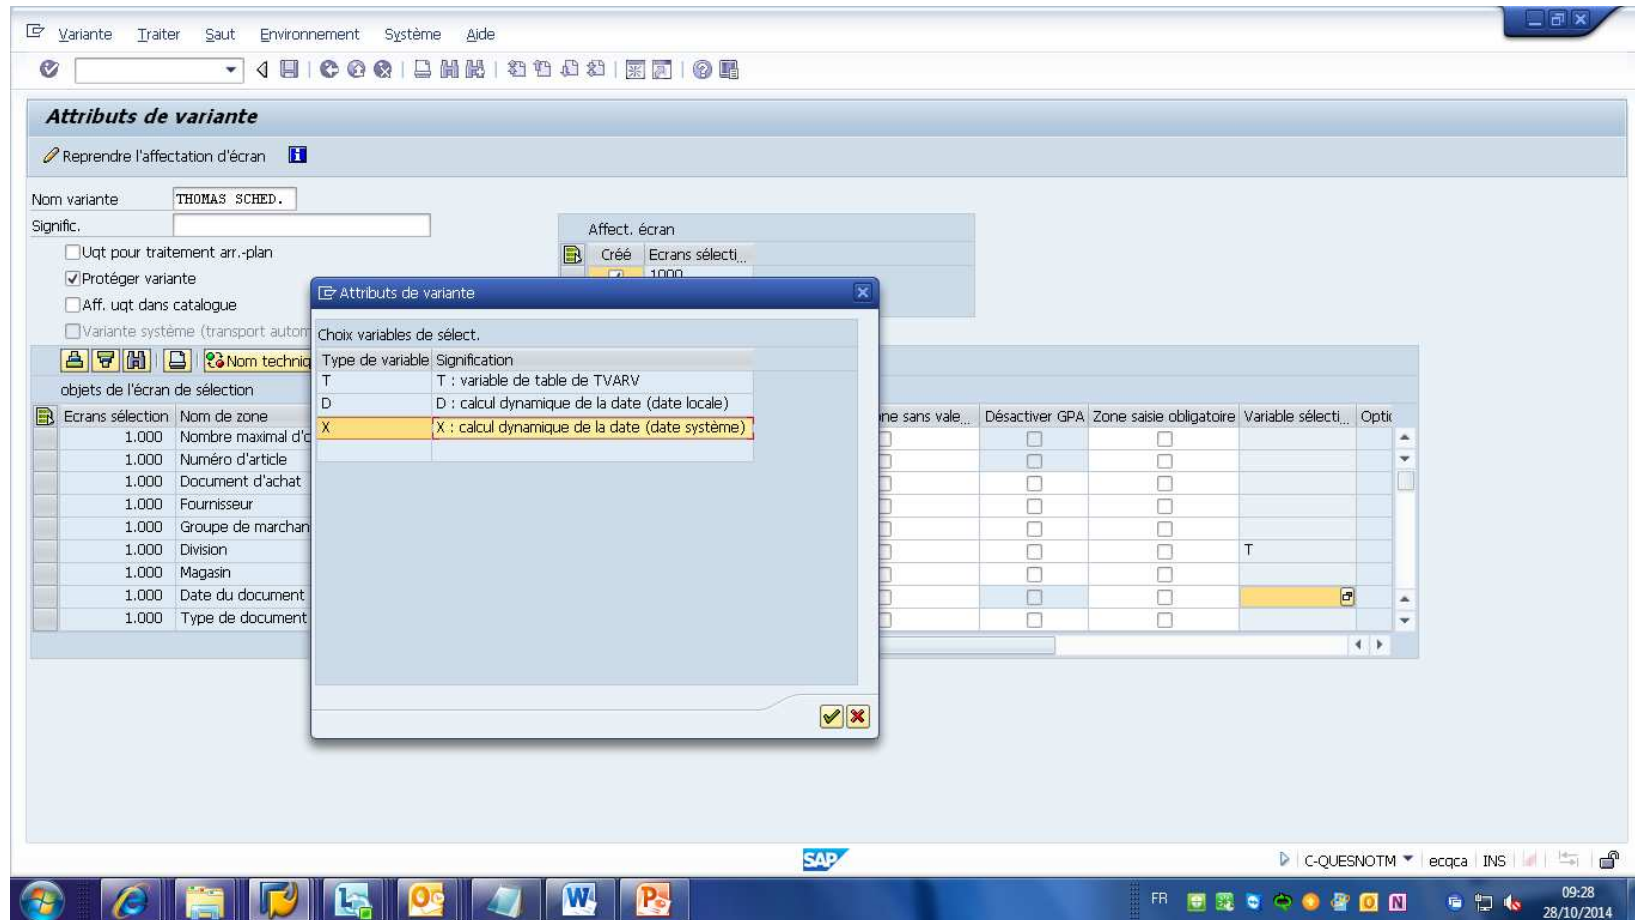 Variante Traiter Saut Environnement Système Aide
Attributs de variante
Reprendre l'affectation d'écran
Nom variante THOMAS SCHED.
Signific.
Affect. écran
Uqt pour traitement arr.-plan
Créé Ecrans sélecti...
Protéger variante
1000
Aff. uqt dans catalogue
Variante système (transport autom
Nom techniq
objets de l'écran de sélection
Ecrans sélection Nom de zone ne sans vale... Désactiver GPA Zone saisie obligatoire Variable sélecti... Optic
1.000 Nombre maximal d'o
1.000 Numéro d'article
1.000 Document d'achat
1.000 Fournisseur
1.000 Groupe de marchan
1.000 Division T
1.000 Magasin
1.000 Date du document
1.000 Type de document
Attributs de variante
Choix variables de sélect.
Type de variable Signification
T T : variable de table de TVARV
D D : calcul dynamique de la date (date locale)
X X : calcul dynamique de la date (date système)
SAP
C-QUESNOTM ecqca INS
FR
09:28
28/10/2014